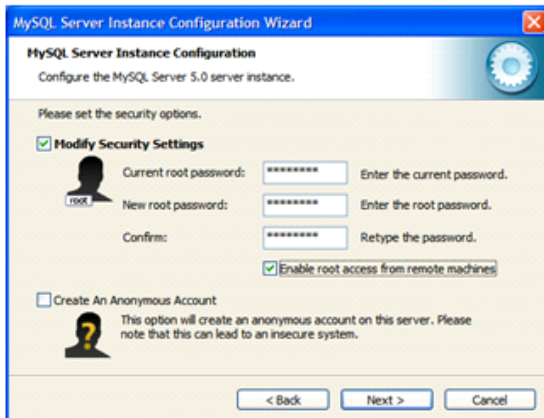 MySQL Server Instance Configuration Wizard
MySQL Server Instance Configuration
Configure the MySQL Server 5.0 server instance.
Please set the security options.
Modify Security Settings
root
Current root password: ******** Enter the current password.
New root password: ******** Enter the root password.
Confirm: ******** Retype the password.
Enable root access from remote machines
Create An Anonymous Account
This option will create an anonymous account on this server. Please
note that this can lead to an insecure system.
< Back Next > Cancel